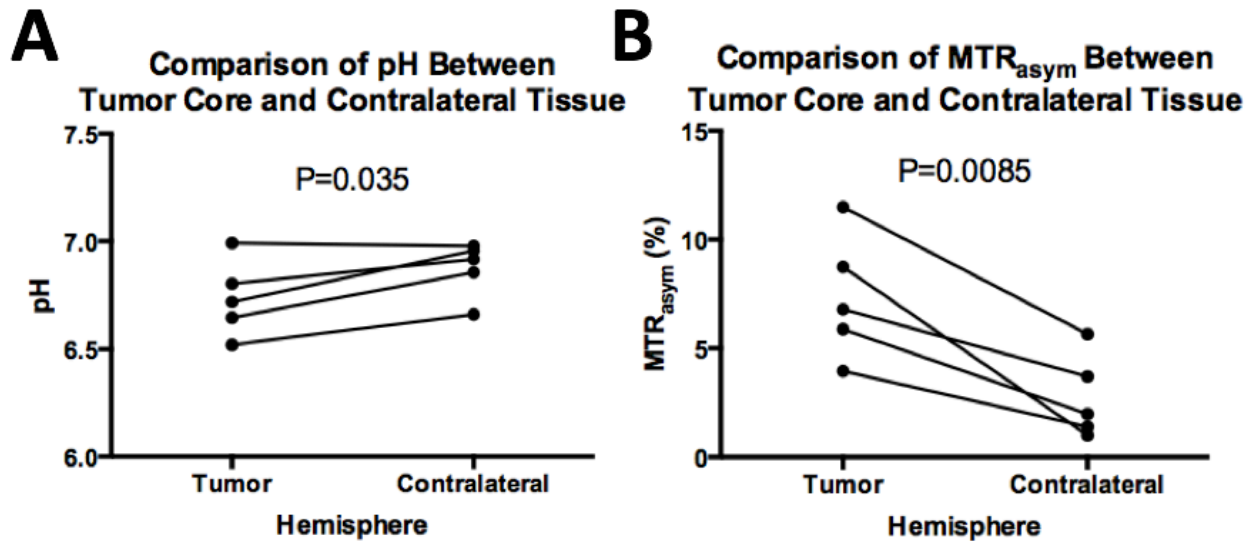 A
Comparison of pH Between
Tumor Core and Contralateral Tissue
7.5
P=0.035
7.0
pH
6.5
6.0
Tumor
Contralateral
Hemisphere
B
Comparison of MTRasym Between
Tumor Core and Contralateral Tissue
15
P=0.0085
10
MTRasym (%)
5
0
Tumor
Contralateral
Hemisphere